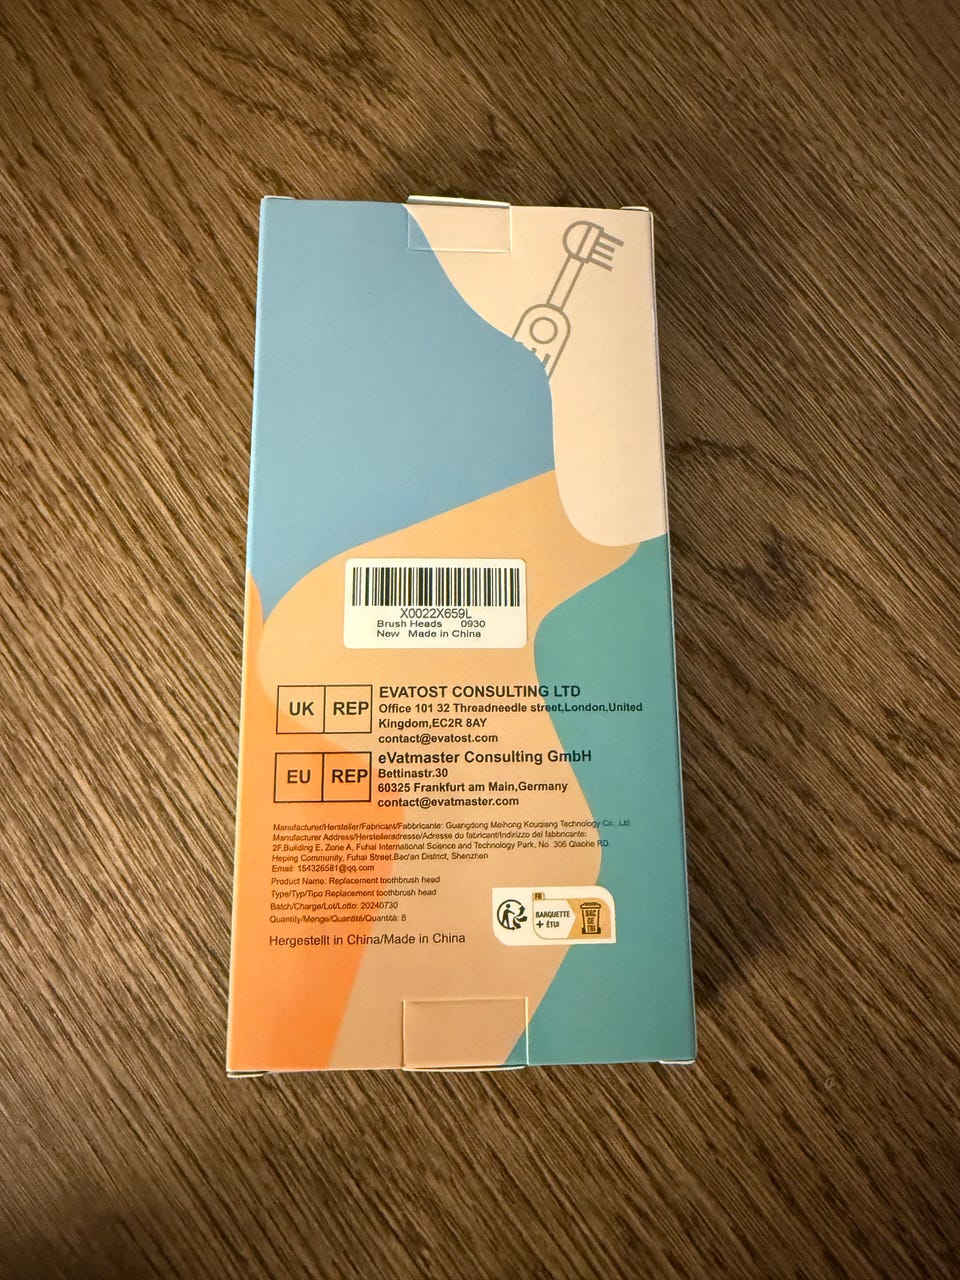 X0022X659L
Brush Heads 0930
New Made in China
UK REP
EVATOST CONSULTING LTD
Office 101 32 Threadneedle street,London,United
Kingdom,EC2R 8AY
contact@evatost.com
EU REP
eVatmaster Consulting GmbH
Bettinastr.30
60325 Frankfurt am Main,Germany
contact@evatmaster.com
Manufacturer/Hersteller/Fabricant/Fabbricante: Guangdong Meihong Kouqiang Technology Co., Ltd
Manufacturer Address/Herstelleradresse/Adresse du fabricant/Indirizzo del fabbricante:
2F,Building E, Zone A, Fuhai International Science and Technology Park, No. 306 Qiaohe RD.
Heping Community, Fuhai Street,Bao'an District, Shenzhen
Email: 154326581@qq.com
Product Name: Replacement toothbrush head
Type/Typ/Tipo:Replacement toothbrush head
Batch/Charge/Lot/Lotto: 20240730
Quantity/Menge/Quantité/Quantità: 8
Hergestellt in China/Made in China
FR
BARQUETTE
+ ÉTUI
BAC
DE
TRI